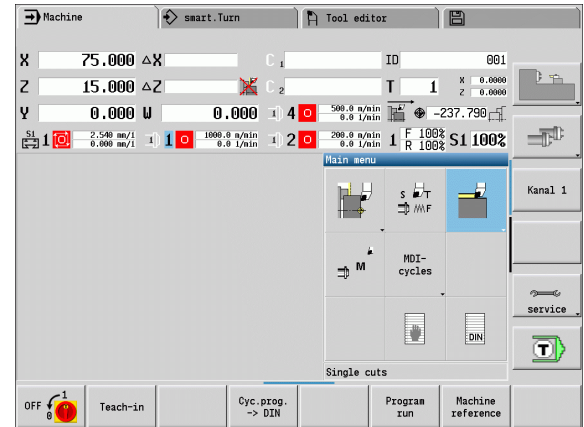 Machine
smart.Turn
Tool editor
X 75.000 △X C 1 ID 001
Z 15.000 △Z C 2 T 1 X 0.0000
Z 0.0000
Y 0.000 W 0.000 4 500.0 m/min
0.0 1/min -237.790
S1 1 2.540 mm/1
0.000 mm/1 1 1000.0 m/min
0.0 1/min 2 200.0 m/min
0.0 1/min 1 F 100%
R 100% S1 100%
Main menu
S T
F
M
MDI-
cycles
DIN
Single cuts
Kanal 1
service
T
OFF 1
0
Teach-in
Cyc.prog.
-> DIN
Program
run
Machine
reference